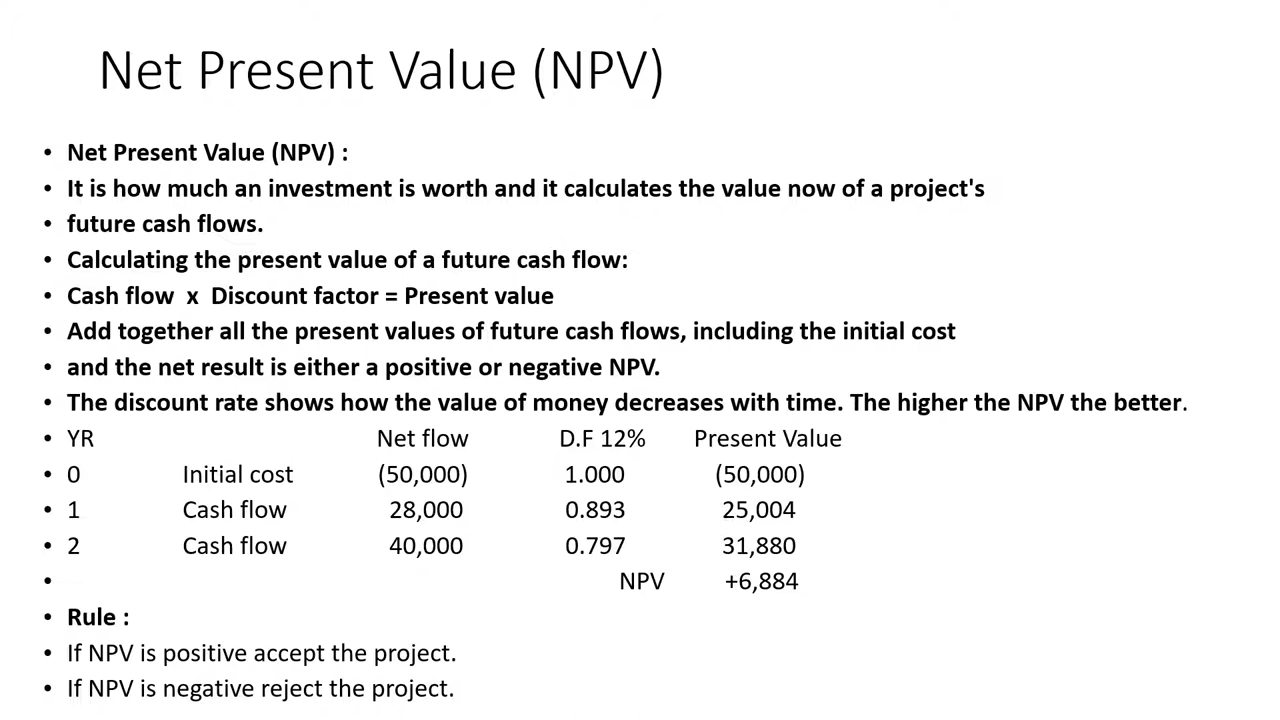 Net Present Value (NPV)
• Net Present Value (NPV) :
• It is how much an investment is worth and it calculates the value now of a project's
• future cash flows.
• Calculating the present value of a future cash flow:
• Cash flow x Discount factor = Present value
• Add together all the present values of future cash flows, including the initial cost
• and the net result is either a positive or negative NPV.
• The discount rate shows how the value of money decreases with time. The higher the NPV the better.
• YR Net flow D.F 12% Present Value
• 0 Initial cost (50,000) 1.000 (50,000)
• 1 Cash flow 28,000 0.893 25,004
• 2 Cash flow 40,000 0.797 31,880
• NPV +6,884
• Rule :
• If NPV is positive accept the project.
• If NPV is negative reject the project.